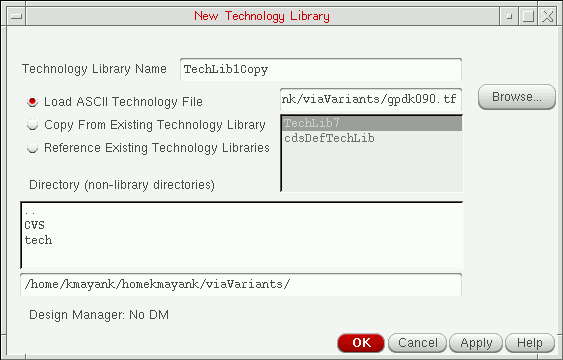 New Technology Library
Technology Library Name TechLib1Copy
Load ASCII Technology File nk/viaVariants/gpdk090.tf Browse...
Copy From Existing Technology Library TechLib7
Reference Existing Technology Libraries cdsDefTechLib
Directory (non-library directories)
..
CVS
tech
/home/kmayank/homekmayank/viaVariants/
Design Manager: No DM
OK Cancel Apply Help